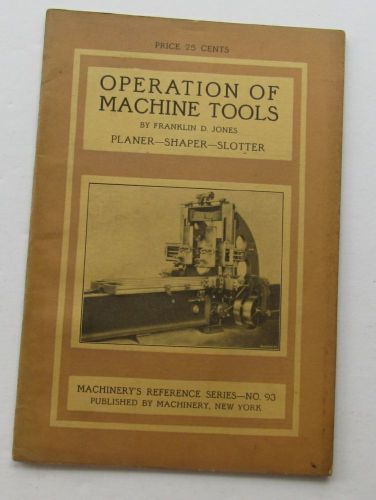 PRICE 25 CENTS
OPERATION OF
MACHINE TOOLS
BY FRANKLIN D. JONES
PLANER—SHAPER—SLOTTER
MACHINERY'S REFERENCE SERIES—NO. 93
PUBLISHED BY MACHINERY, NEW YORK